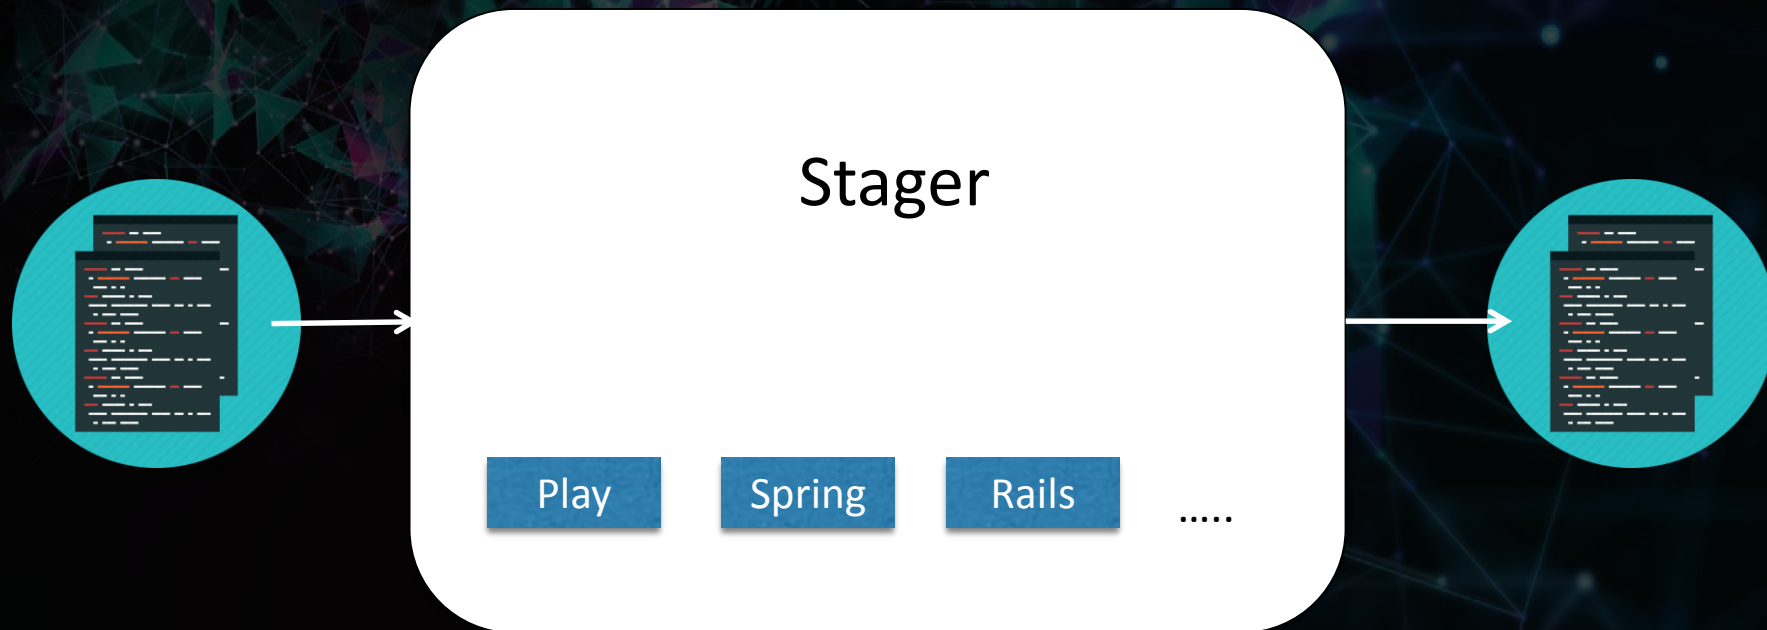 Stager
Play
Spring
Rails
.....